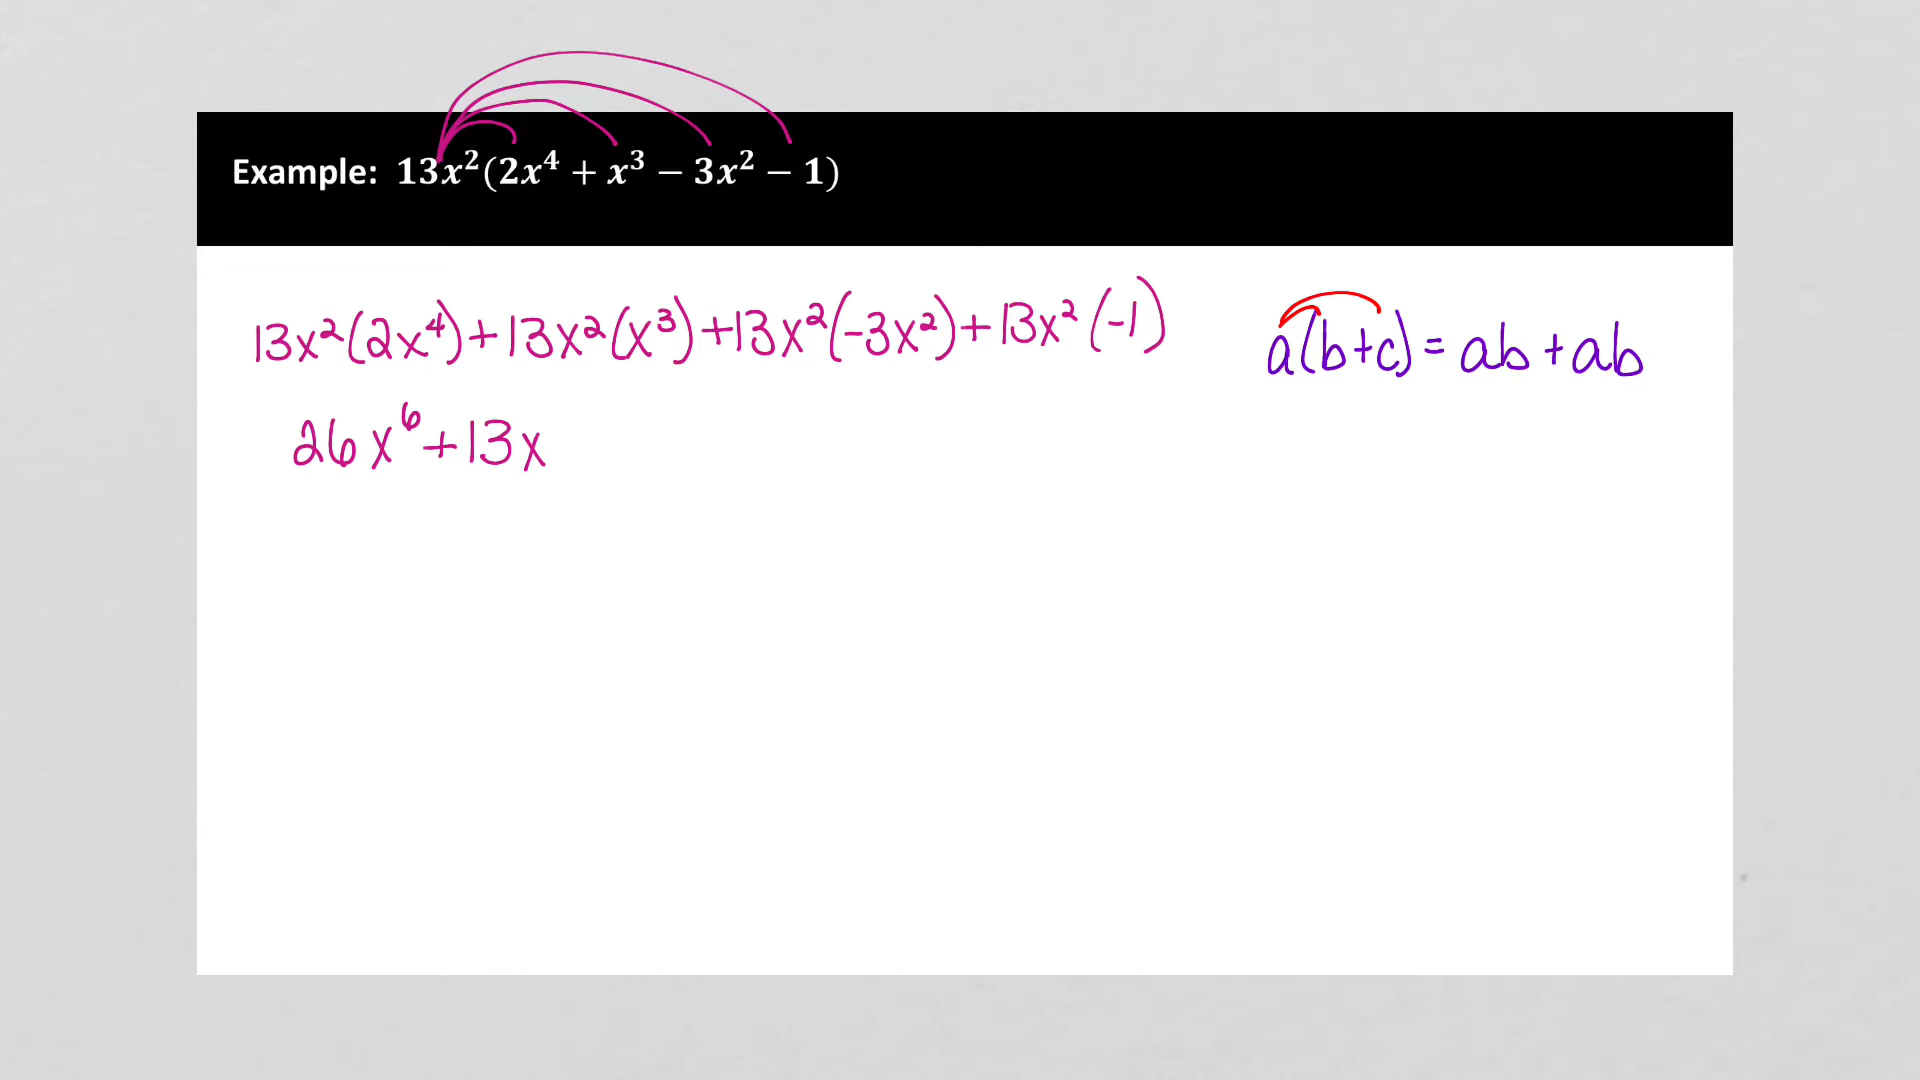 Example: 13x²(2x⁴ + x³ − 3x² − 1)
13x²(2x⁴)+13x²(x³)+13x²(-3x²)+13x²(-1)
a(b+c) = ab + ab
26x⁶+13x